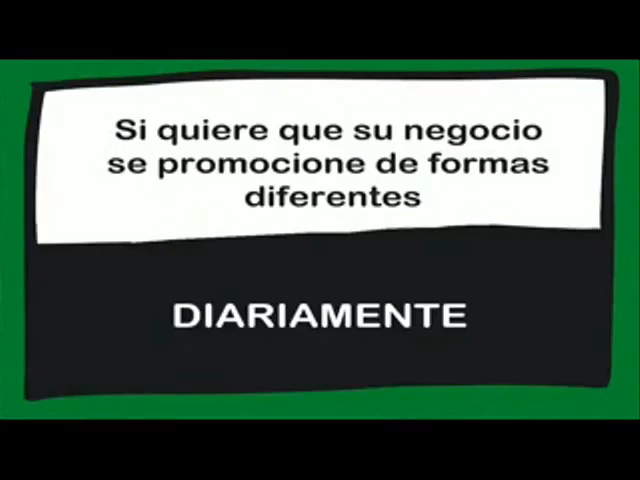 Si quiere que su negocio
se promocione de formas
diferentes
DIARIAMENTE